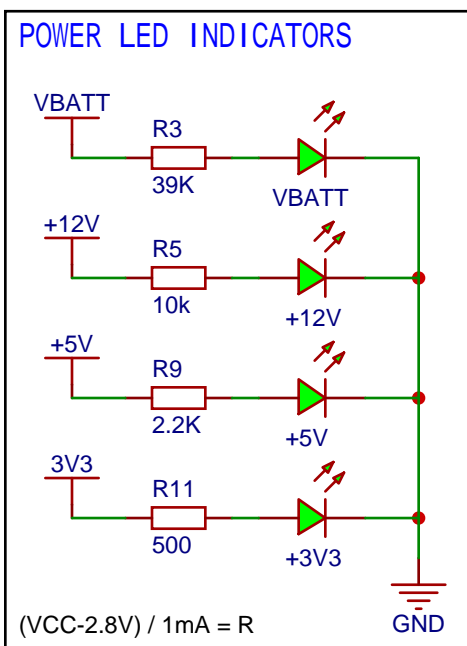 POWER LED INDICATORS
VBATT
R3
39K
VBATT
+12V
R5
10k
+12V
+5V
R9
2.2K
+5V
3V3
R11
500
+3V3
(VCC-2.8V) / 1mA = R
GND